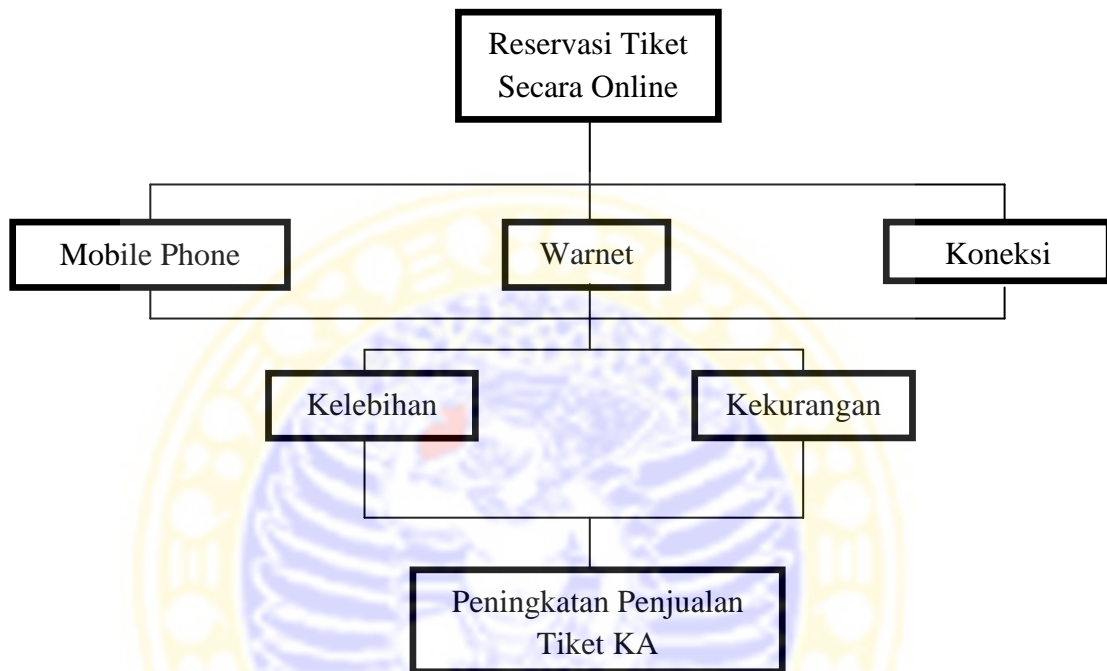 Reservasi Tiket
Secara Online
Mobile Phone
Warnet
Koneksi
Kelebihan
Kekurangan
Peningkatan Penjualan
Tiket KA